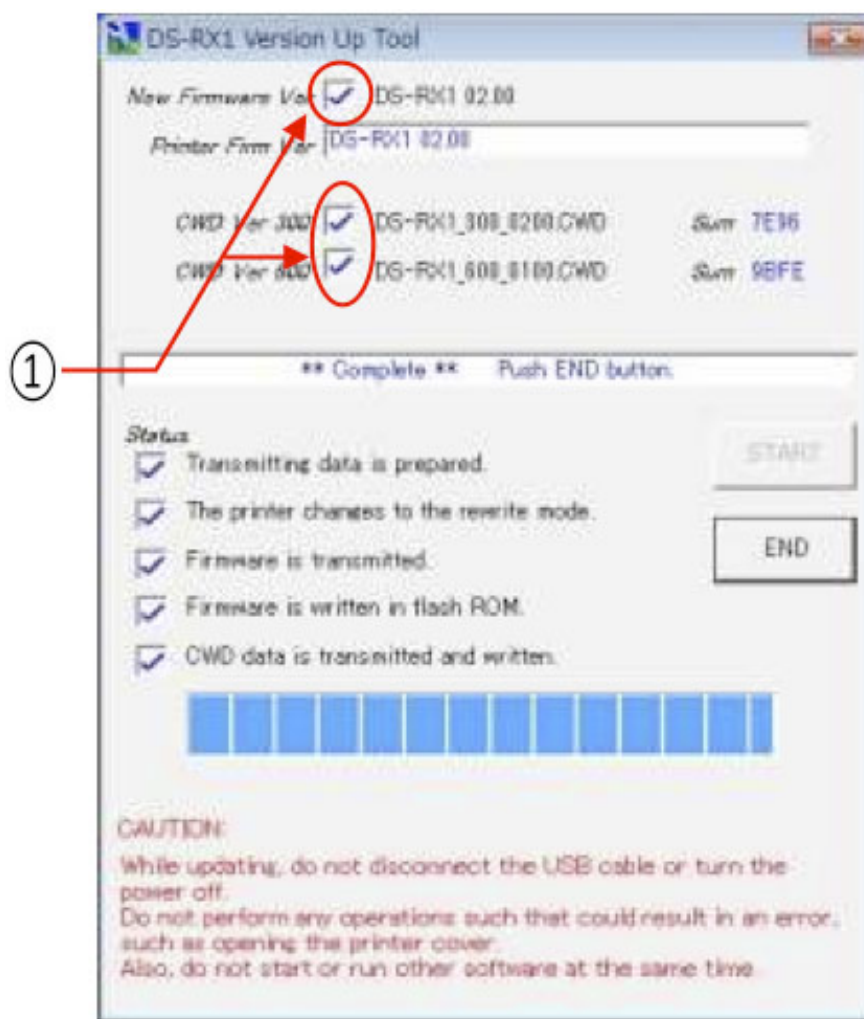 DS-RX1 Version Up Tool
New Firmware Ver DS-RX1 02.00
Printer Firm Ver DS-RX1 02.00
CWD Ver 300 DS-RX1_300_0200.CWD Sum 7E96
CWD Ver 600 DS-RX1_600_0100.CWD Sum 9BFE
①
** Complete ** Push END button.
Status
Transmitting data is prepared.
START
The printer changes to the rewrite mode.
END
Firmware is transmitted.
Firmware is written in flash ROM.
CWD data is transmitted and written.
CAUTION:
While updating, do not disconnect the USB cable or turn the
power off.
Do not perform any operations such that could result in an error,
such as opening the printer cover.
Also, do not start or run other software at the same time.